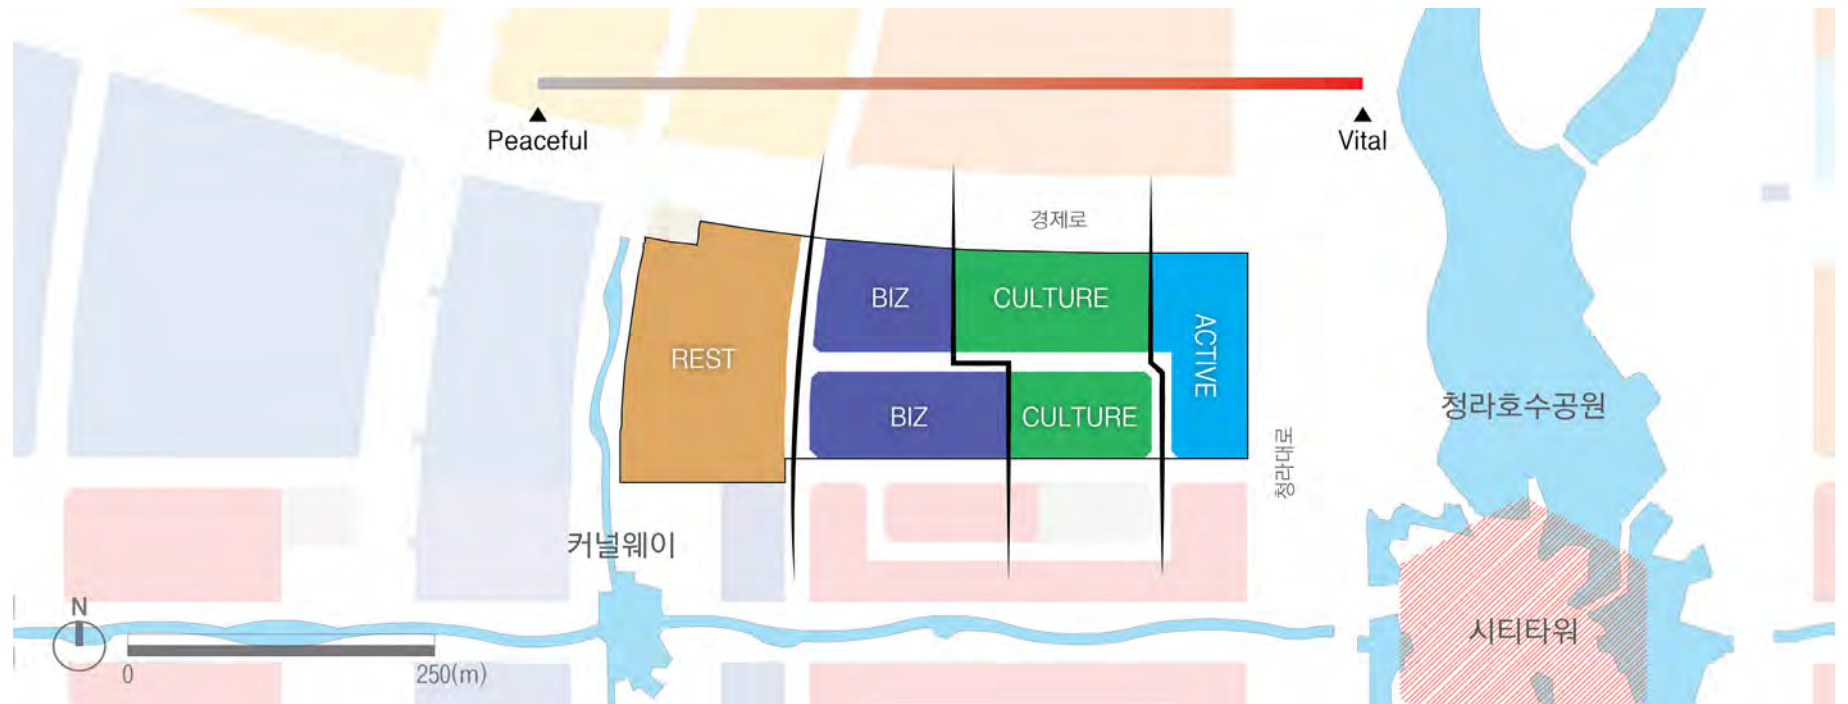 Peaceful
Vital
경제로
BIZ
CULTURE
ACTIVE
REST
BIZ
CULTURE
청라호수공원
청라대로
커널웨이
시티타워
N
0
250(m)